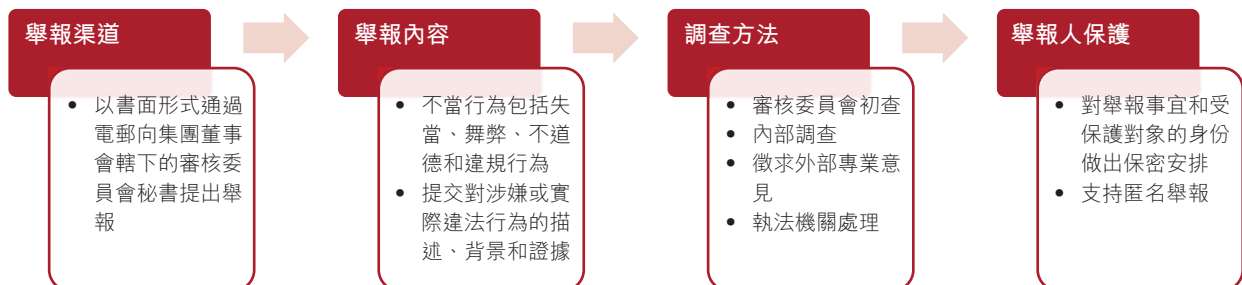 舉報渠道
以書面形式通過
電郵向集團董事
會轄下的審核委
員會秘書提出舉
報
舉報內容
不當行為包括失
當、舞弊、不道
德和違規行為
提交對涉嫌或實
際違法行為的描
述、背景和證據
調查方法
審核委員會初查
內部調查
徵求外部專業意
見
執法機關處理
舉報人保護
對舉報事宜和受
保護對象的身份
做出保密安排
支持匿名舉報